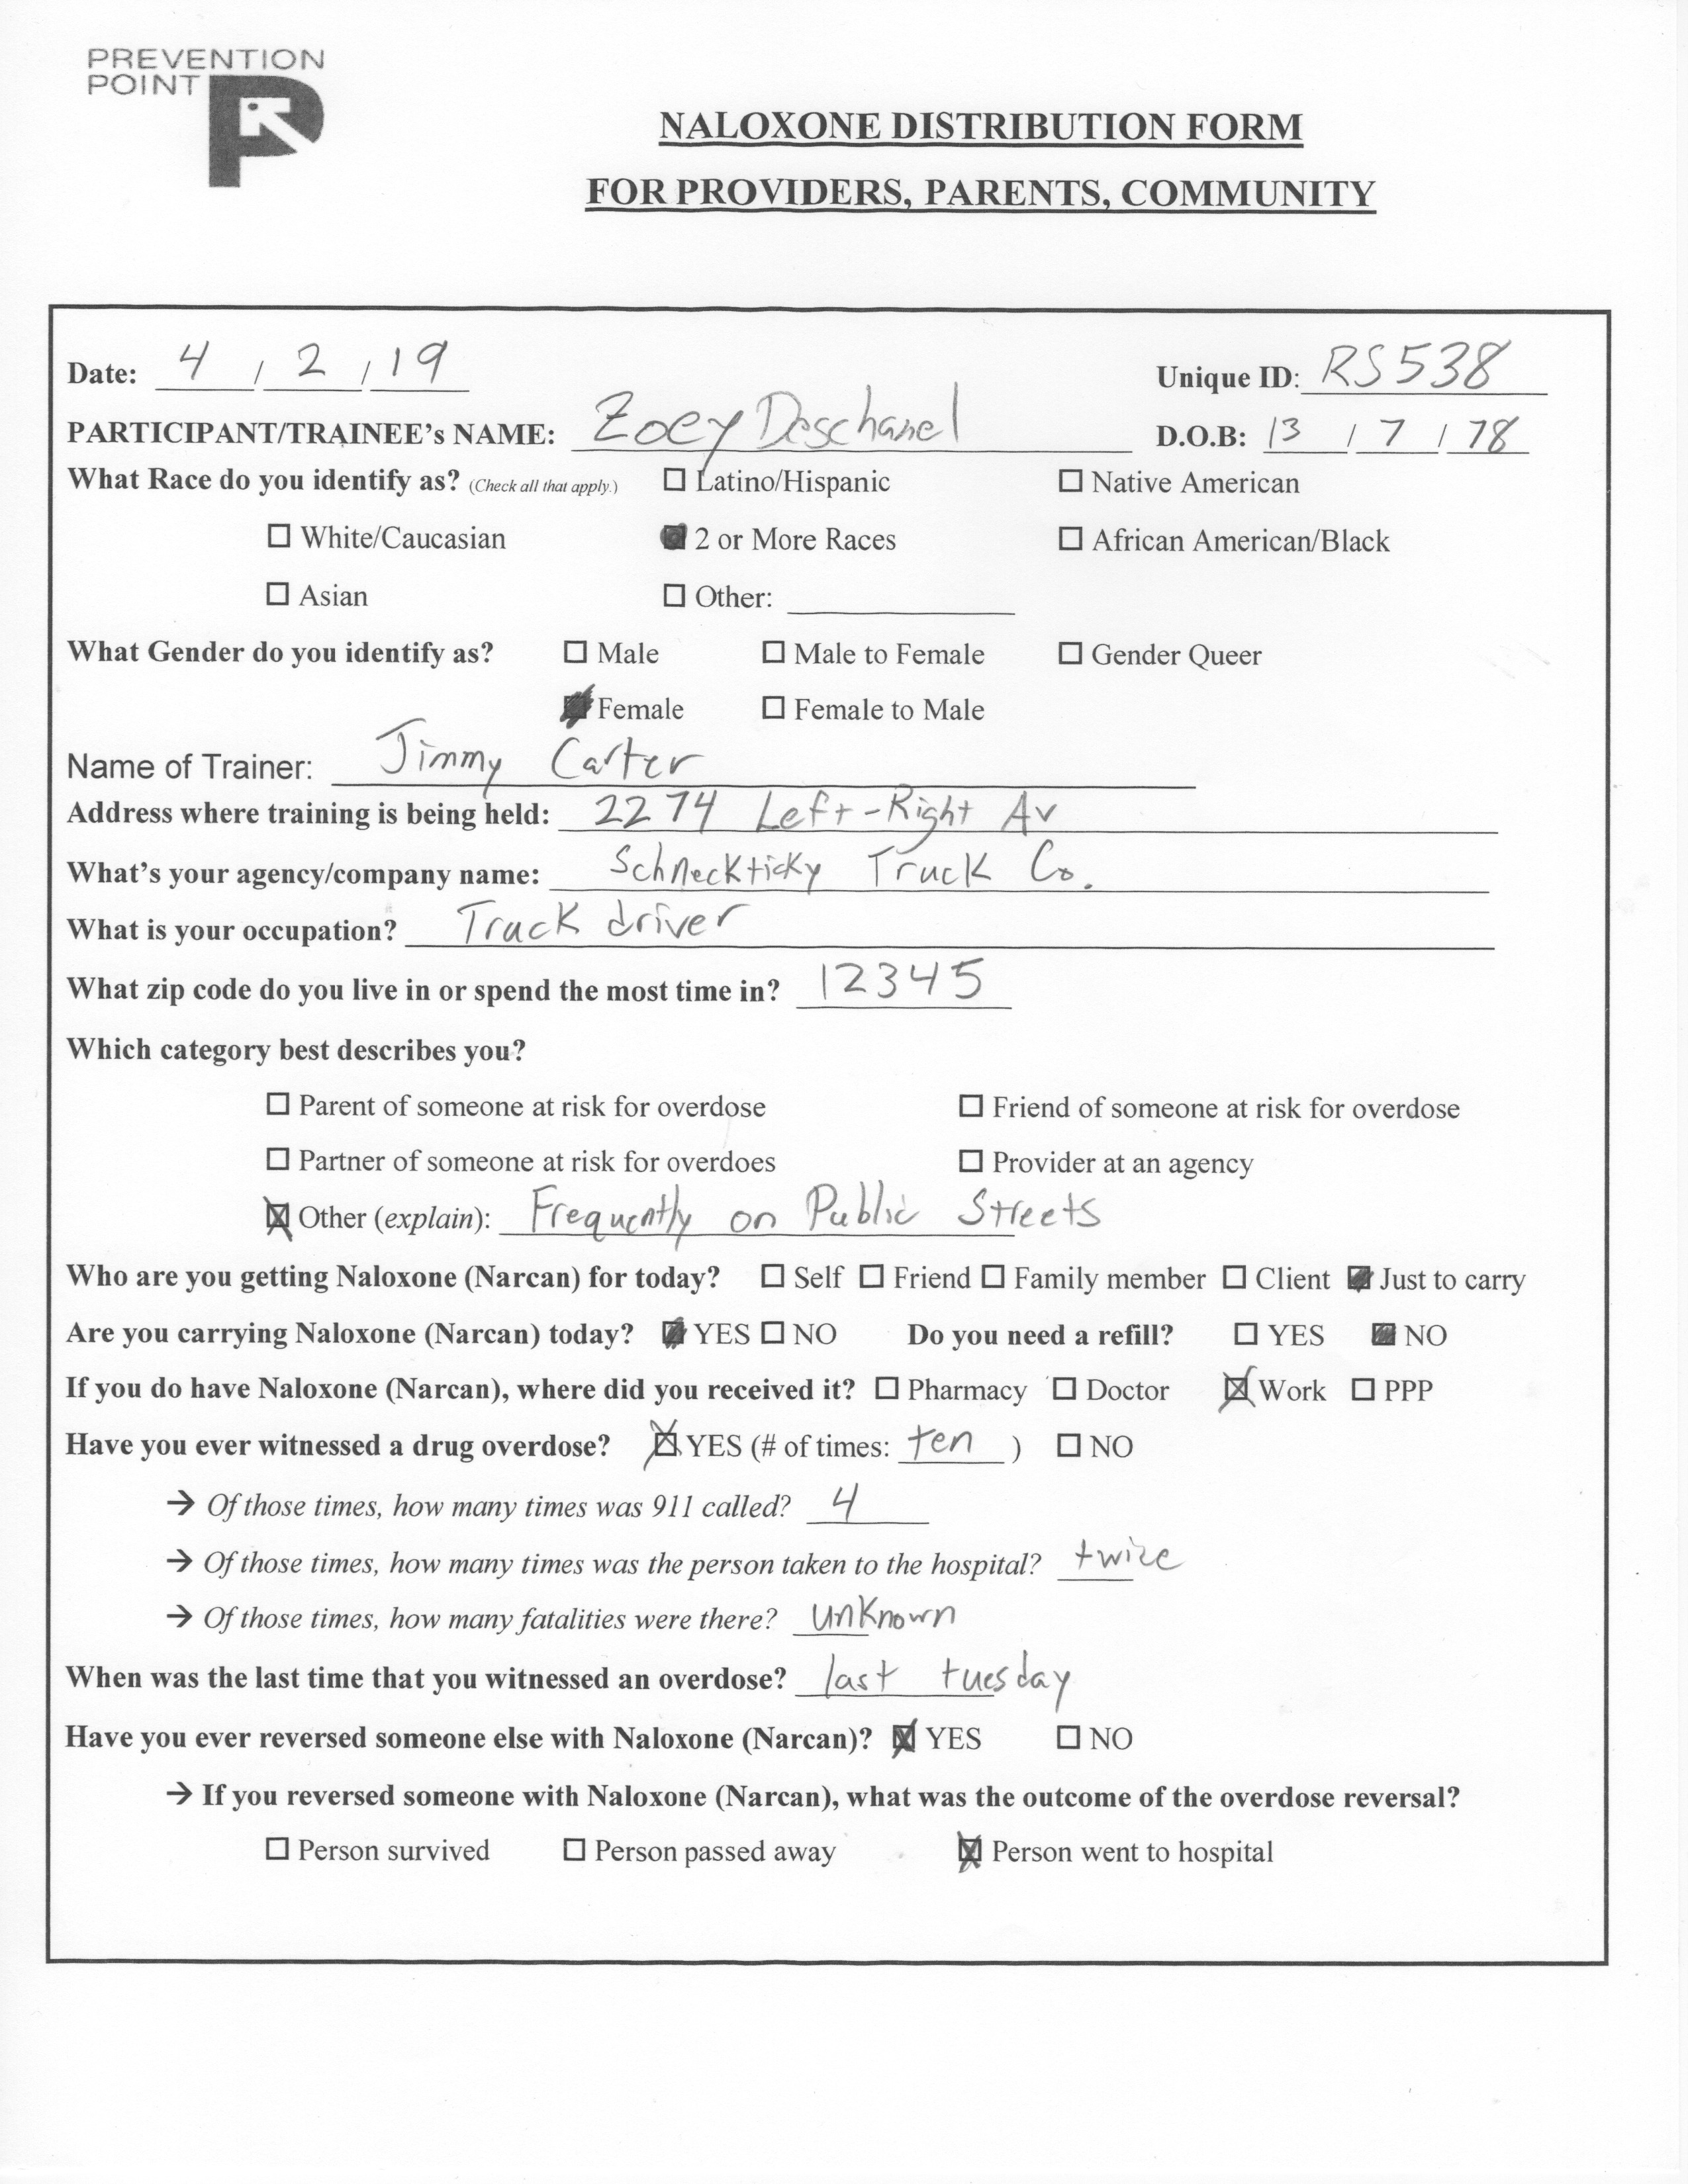 PREVENTION
POINT
NALOXONE DISTRIBUTION FORM
FOR PROVIDERS, PARENTS, COMMUNITY
Date: 4 / 2 / 19 Unique ID: RS538
PARTICIPANT/TRAINEE's NAME: Zoey Deschanel D.O.B: 13 / 7 / 78
What Race do you identify as? (Check all that apply.) ☐ Latino/Hispanic ☐ Native American
☐ White/Caucasian ☒ 2 or More Races ☐ African American/Black
☐ Asian ☐ Other:
What Gender do you identify as? ☐ Male ☐ Male to Female ☐ Gender Queer
☒ Female ☐ Female to Male
Name of Trainer: Jimmy Carter
Address where training is being held: 2274 Left-Right Av
What's your agency/company name: Schneckticky Truck Co.
What is your occupation? Truck driver
What zip code do you live in or spend the most time in? 12345
Which category best describes you?
☐ Parent of someone at risk for overdose ☐ Friend of someone at risk for overdose
☐ Partner of someone at risk for overdoes ☐ Provider at an agency
☒ Other (explain): Frequently on Public Streets
Who are you getting Naloxone (Narcan) for today? ☐ Self ☐ Friend ☐ Family member ☐ Client ☒ Just to carry
Are you carrying Naloxone (Narcan) today? ☒ YES ☐ NO Do you need a refill? ☐ YES ☒ NO
If you do have Naloxone (Narcan), where did you received it? ☐ Pharmacy ☐ Doctor ☒ Work ☐ PPP
Have you ever witnessed a drug overdose? ☒ YES (# of times: ten ) ☐ NO
→ Of those times, how many times was 911 called? 4
→ Of those times, how many times was the person taken to the hospital? twice
→ Of those times, how many fatalities were there? unknown
When was the last time that you witnessed an overdose? last tuesday
Have you ever reversed someone else with Naloxone (Narcan)? ☒ YES ☐ NO
→ If you reversed someone with Naloxone (Narcan), what was the outcome of the overdose reversal?
☐ Person survived ☐ Person passed away ☒ Person went to hospital